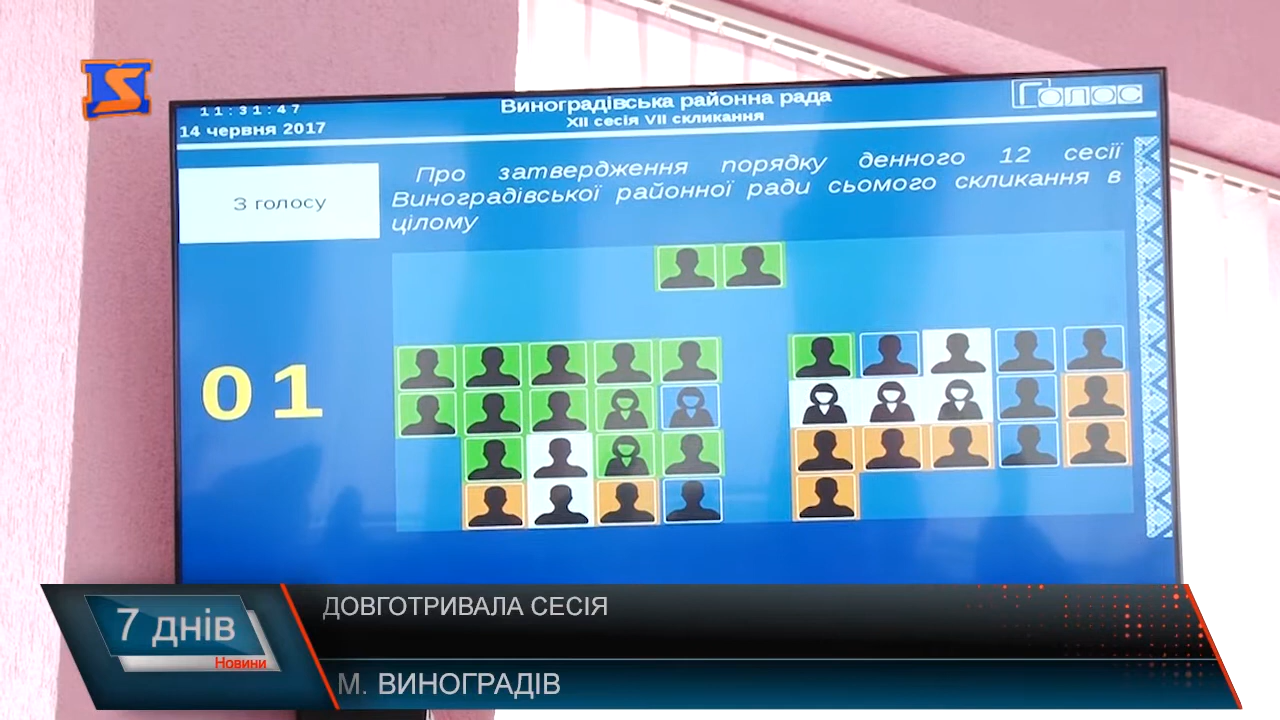 S
11:31:47
14 червня 2017
Виноградівська районна рада
XII сесія VII скликання
Голос
З голосу
Про затвердження порядку денного 12 сесії
Виноградівської районної ради сьомого скликання в
цілому
01
7 днів
Новини
ДОВГОТРИВАЛА СЕСІЯ
М. ВИНОГРАДІВ